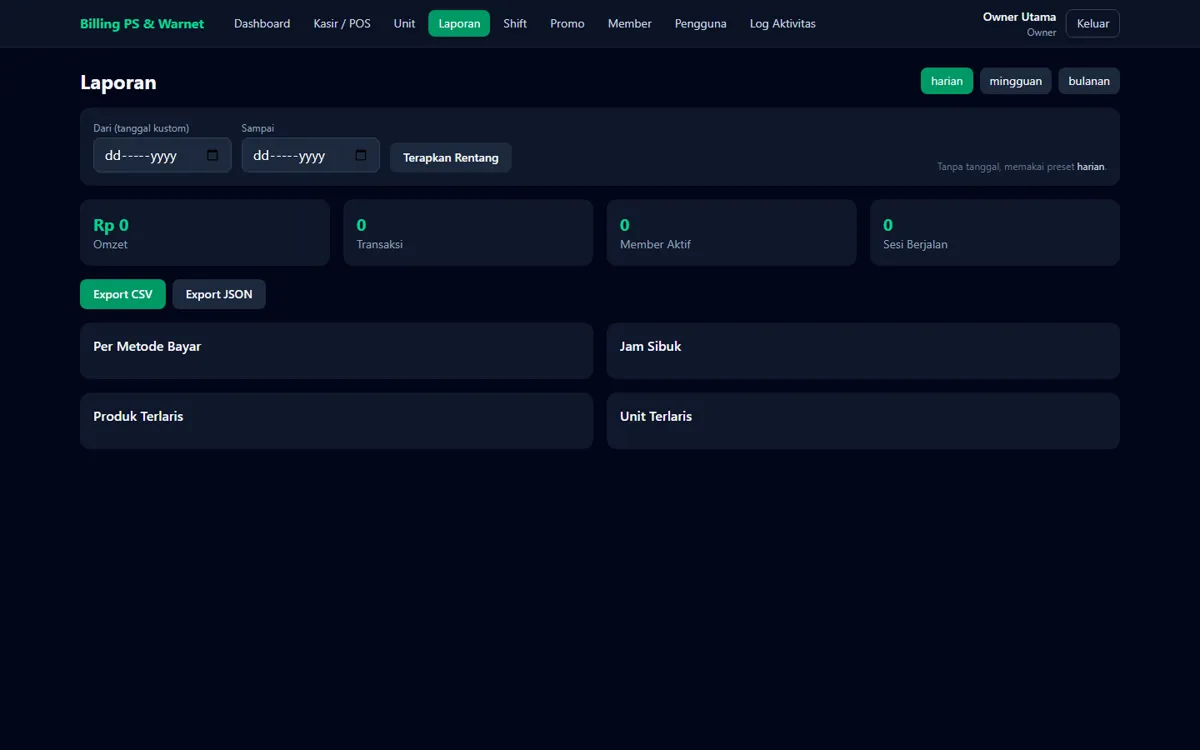 Billing PS & Warnet
Dashboard
Kasir / POS
Unit
Laporan
Shift
Promo
Member
Pengguna
Log Aktivitas
Owner Utama
Owner
Keluar
Laporan
harian
mingguan
bulanan
Dari (tanggal kustom)
Sampai
dd-----yyyy
dd-----yyyy
Terapkan Rentang
Tanpa tanggal, memakai preset harian.
Rp 0
Omzet
0
Transaksi
0
Member Aktif
0
Sesi Berjalan
Export CSV
Export JSON
Per Metode Bayar
Jam Sibuk
Produk Terlaris
Unit Terlaris